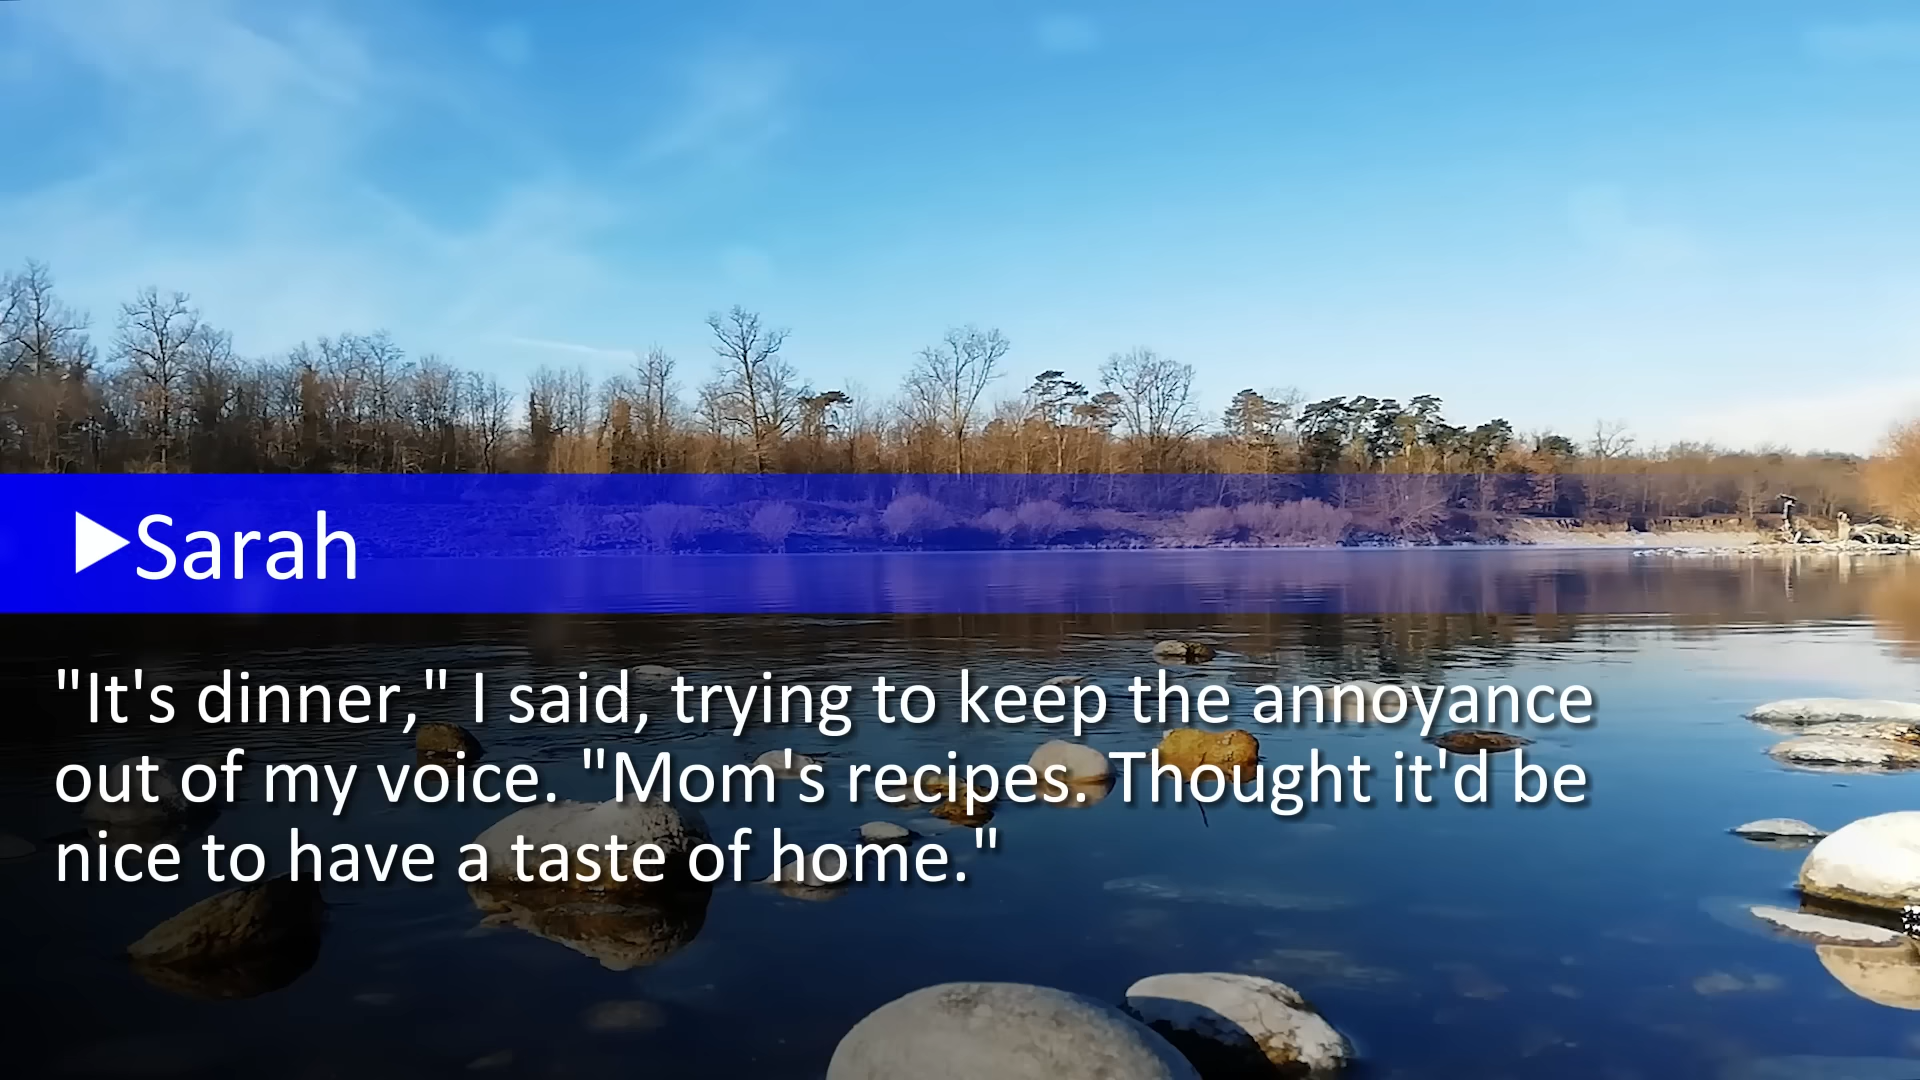 ▶Sarah
"It's dinner," I said, trying to keep the annoyance
out of my voice. "Mom's recipes. Thought it'd be
nice to have a taste of home."